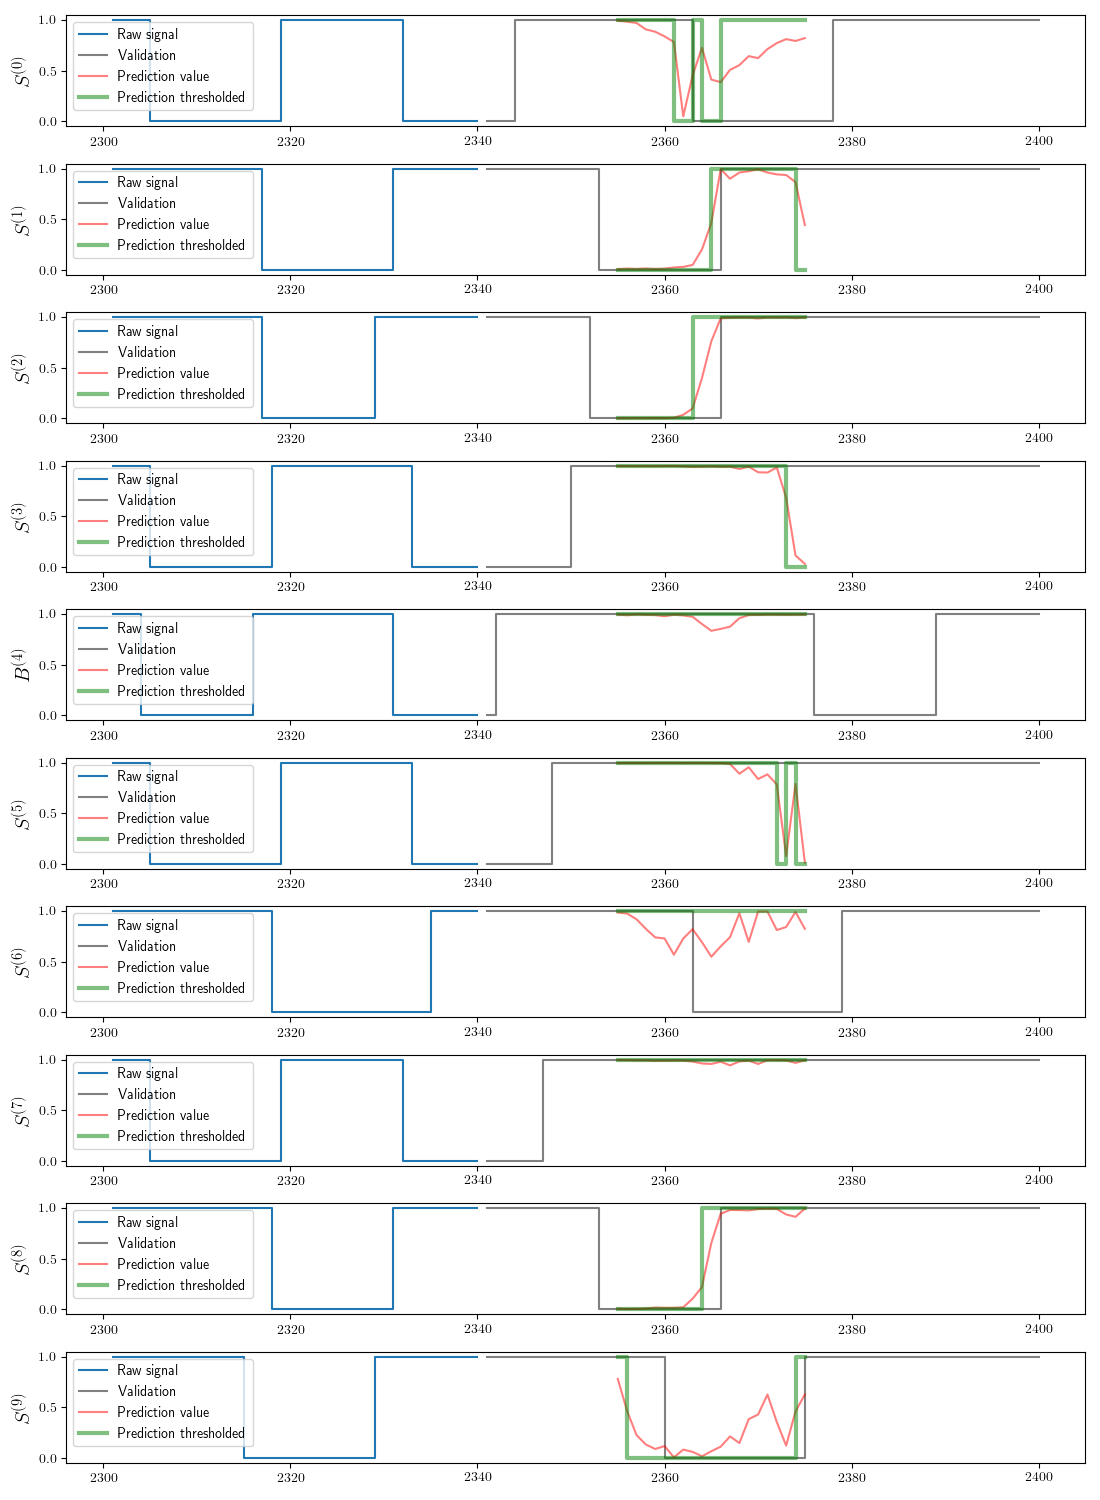 1.0
0.5
0.0
S^(0)
Raw signal
Validation
Prediction value
Prediction thresholded
2300 2320 2340 2360 2380 2400
1.0
0.5
0.0
S^(1)
Raw signal
Validation
Prediction value
Prediction thresholded
2300 2320 2340 2360 2380 2400
1.0
0.5
0.0
S^(2)
Raw signal
Validation
Prediction value
Prediction thresholded
2300 2320 2340 2360 2380 2400
1.0
0.5
0.0
S^(3)
Raw signal
Validation
Prediction value
Prediction thresholded
2300 2320 2340 2360 2380 2400
1.0
0.5
0.0
B^(4)
Raw signal
Validation
Prediction value
Prediction thresholded
2300 2320 2340 2360 2380 2400
1.0
0.5
0.0
S^(5)
Raw signal
Validation
Prediction value
Prediction thresholded
2300 2320 2340 2360 2380 2400
1.0
0.5
0.0
S^(6)
Raw signal
Validation
Prediction value
Prediction thresholded
2300 2320 2340 2360 2380 2400
1.0
0.5
0.0
S^(7)
Raw signal
Validation
Prediction value
Prediction thresholded
2300 2320 2340 2360 2380 2400
1.0
0.5
0.0
S^(8)
Raw signal
Validation
Prediction value
Prediction thresholded
2300 2320 2340 2360 2380 2400
1.0
0.5
0.0
S^(9)
Raw signal
Validation
Prediction value
Prediction thresholded
2300 2320 2340 2360 2380 2400